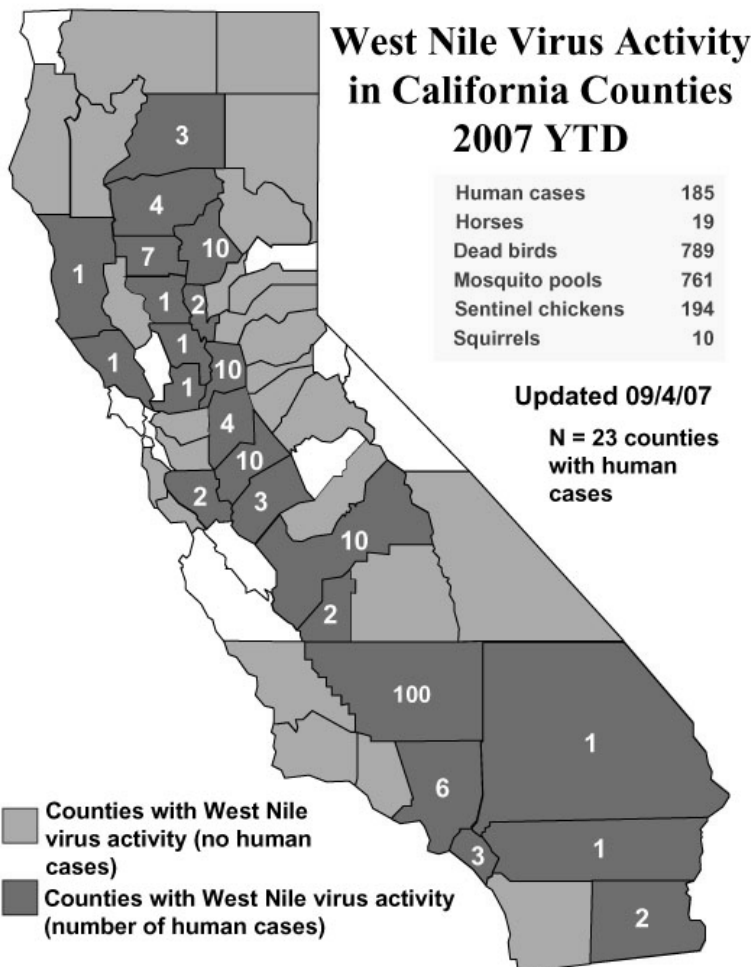 West Nile Virus Activity
in California Counties
2007 YTD
Human cases 185
Horses 19
Dead birds 789
Mosquito pools 761
Sentinel chickens 194
Squirrels 10
Updated 09/4/07
N = 23 counties
with human
cases
3
4
7
10
1
1
2
1
1
1
10
4
10
2
3
10
2
100
1
6
3
1
2
Counties with West Nile
virus activity (no human
cases)
Counties with West Nile virus activity
(number of human cases)